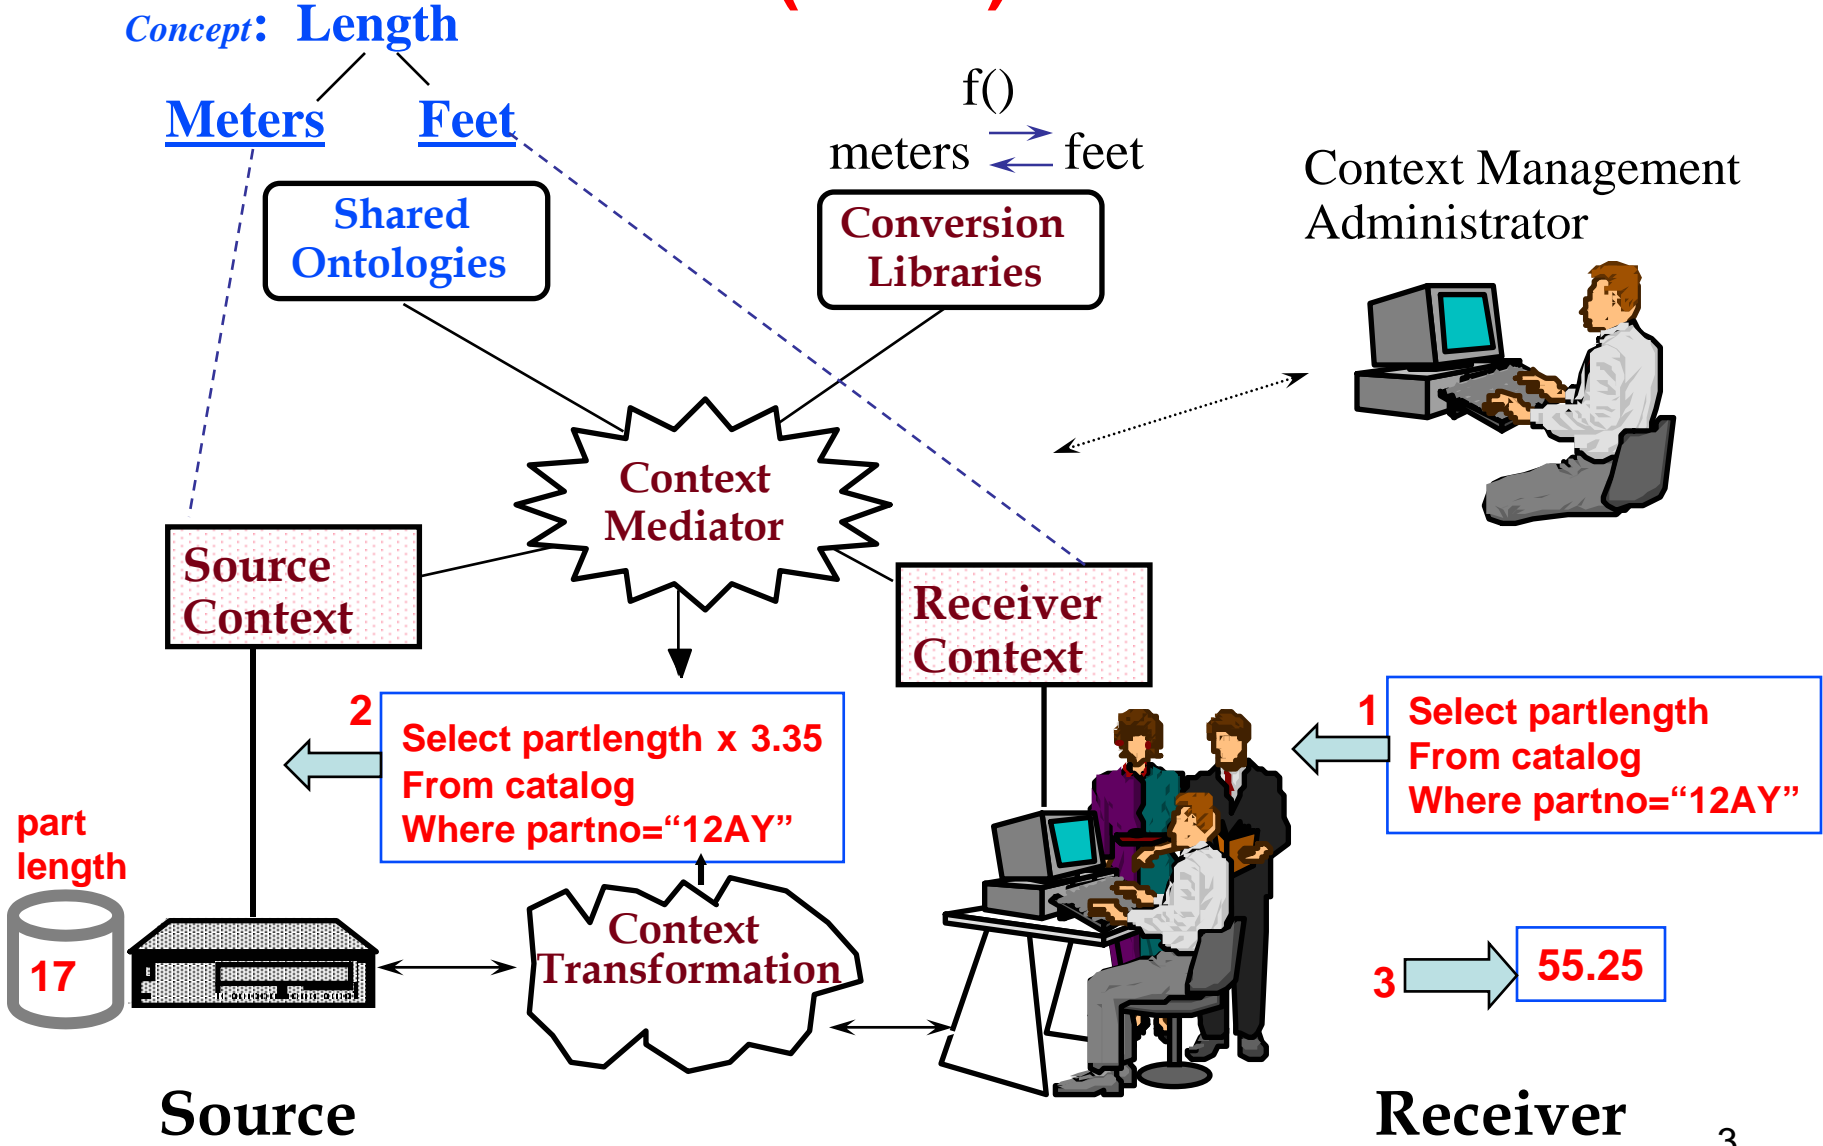 Concept: Length
Meters Feet
f()
meters feet
Shared
Ontologies
Conversion
Libraries
Context Management
Administrator
Context
Mediator
Source
Context
Receiver
Context
1
Select partlength
From catalog
Where partno=“12AY”
2
Select partlength x 3.35
From catalog
Where partno=“12AY”
part
length
17
Context
Transformation
3
55.25
Source
Receiver
3